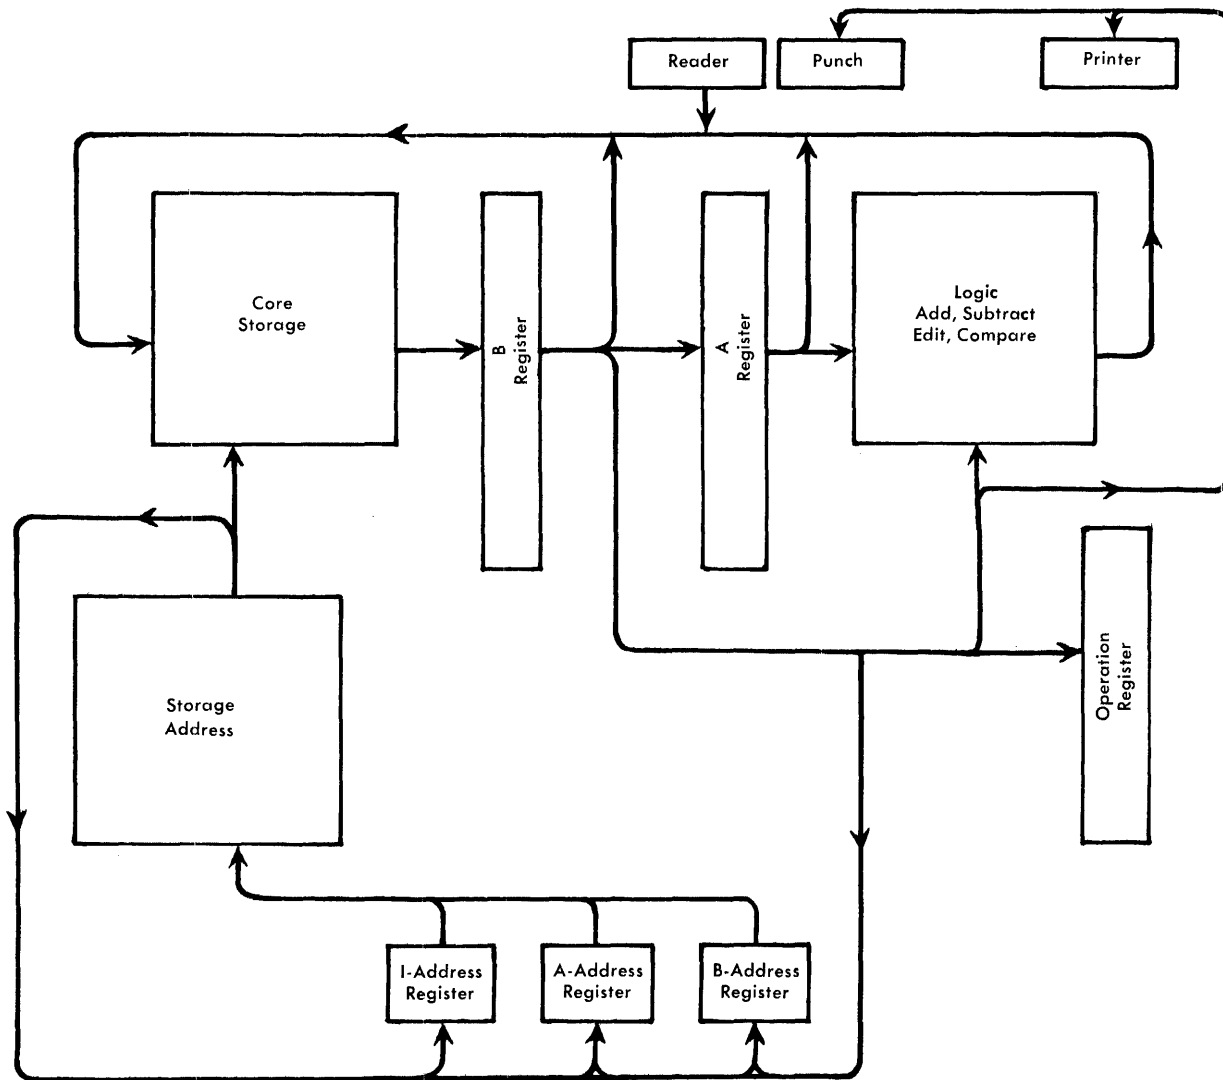 Reader
Punch
Printer
Core
Storage
B
Register
A
Register
Logic
Add, Subtract
Edit, Compare
Storage
Address
Operation
Register
I-Address
Register
A-Address
Register
B-Address
Register